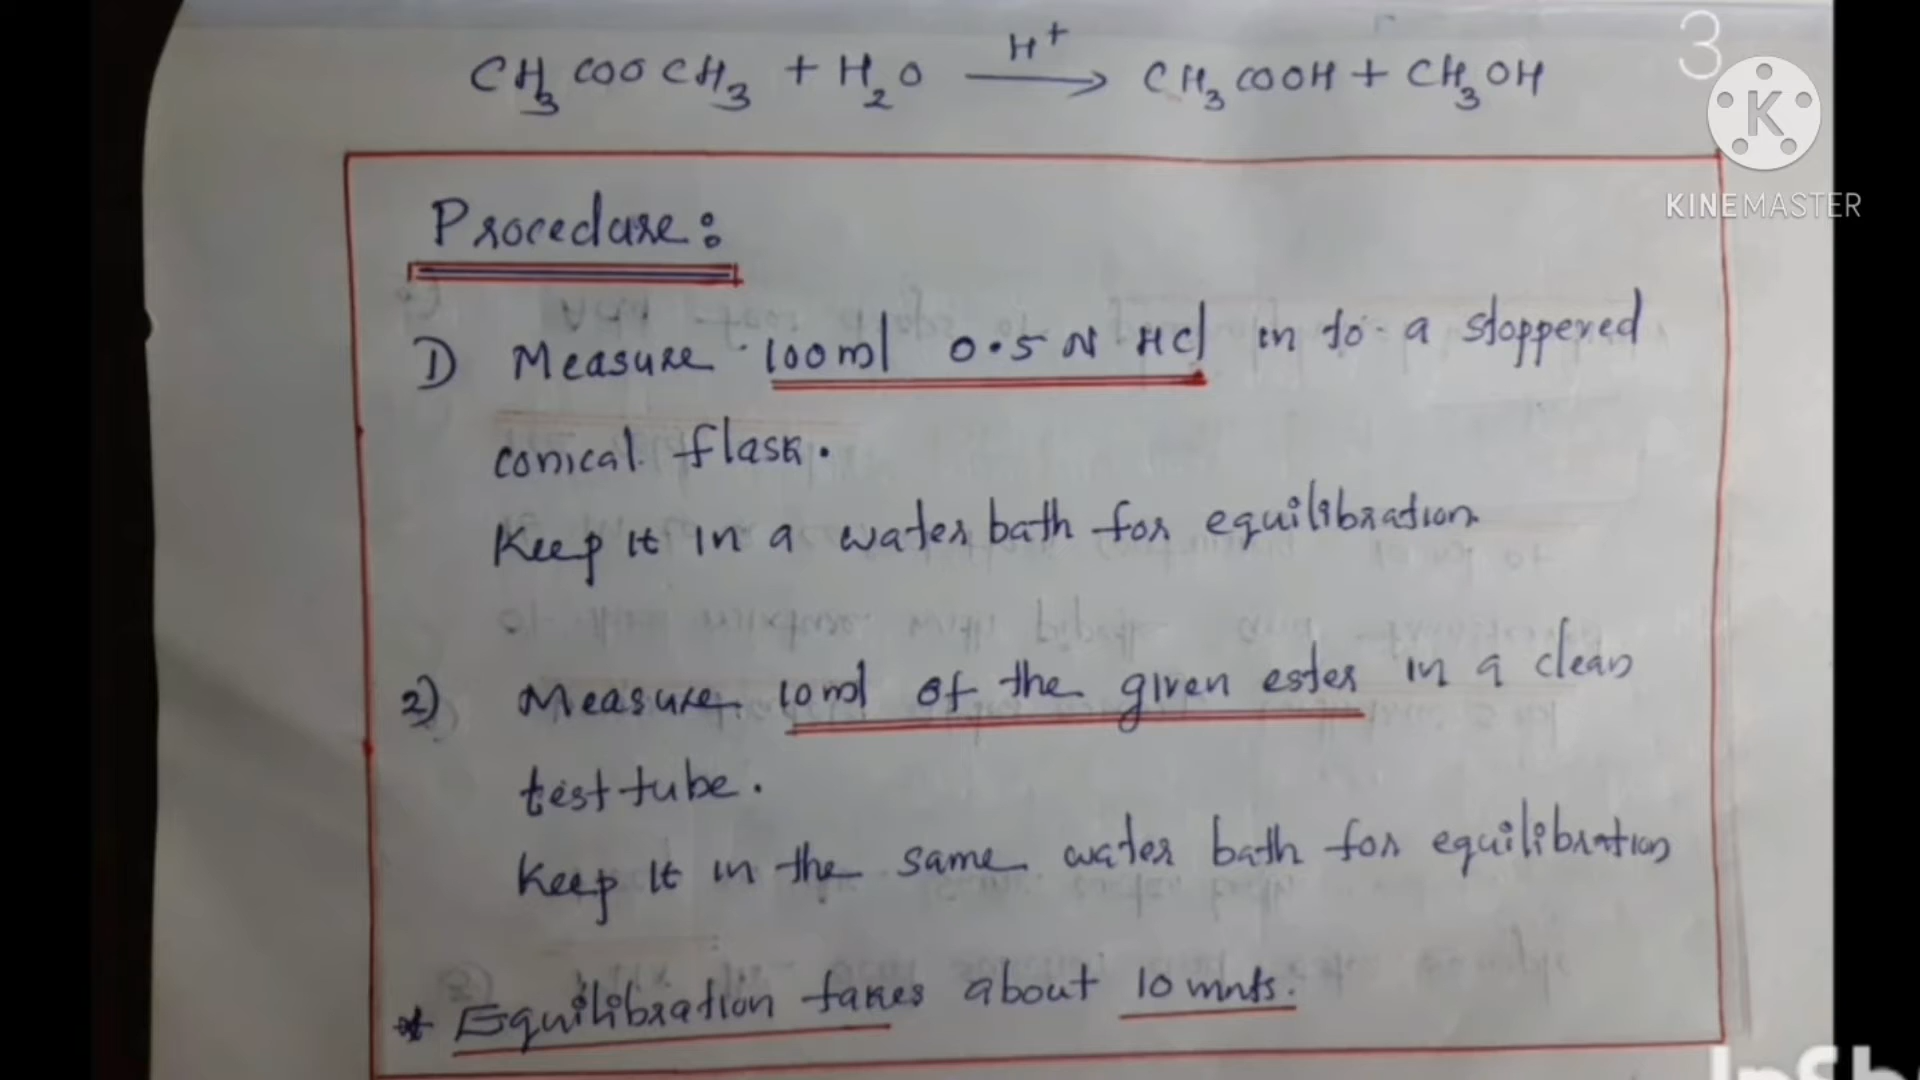 3
CH₃COOCH₃ + H₂O —H⁺→ CH₃COOH + CH₃OH
KINEMASTER
Procedure:
1) Measure 100ml 0.5 N HCl in to a stoppered
conical flask.
Keep it in a water bath for equilibration
2) Measure 10ml of the given ester in a clean
test tube.
Keep it in the same water bath for equilibration
* Equilibration takes about 10 mnts.